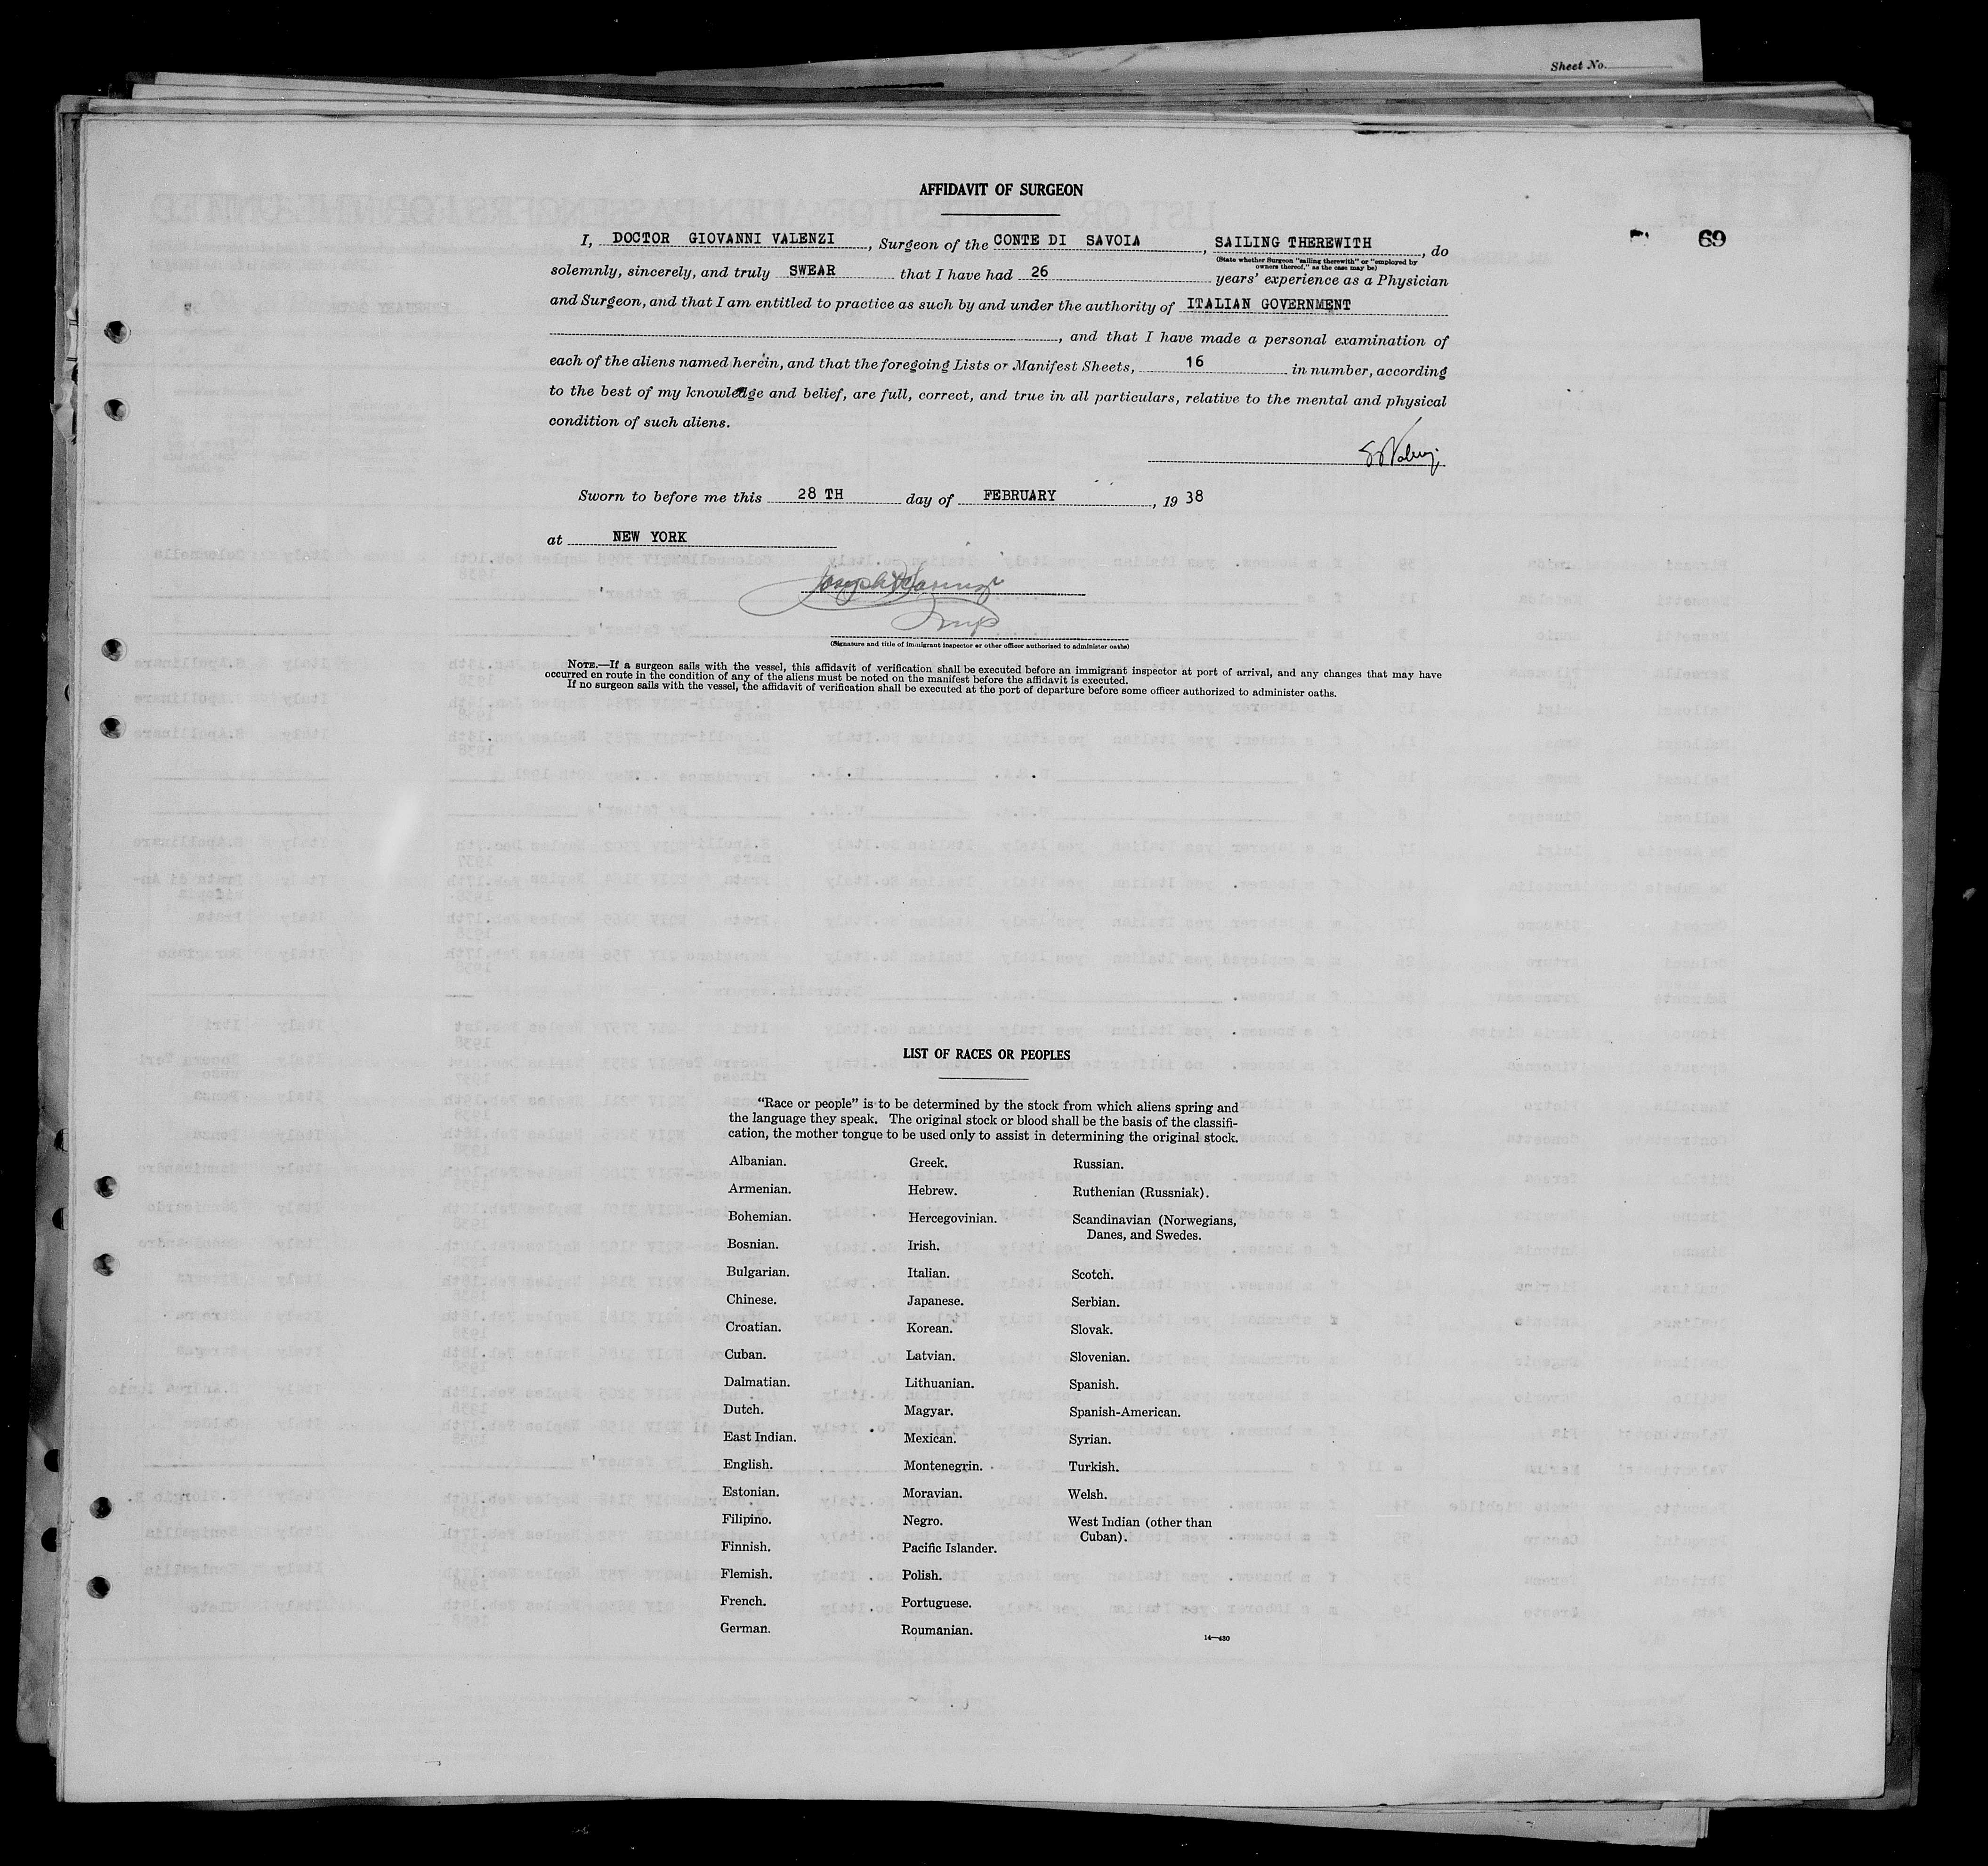 Sheet No.
AFFIDAVIT OF SURGEON
69
I, DOCTOR GIOVANNI VALENZI, Surgeon of the CONTE DI SAVOIA, SAILING THEREWITH, do
(State whether Surgeon "sailing therewith" or "employed by
owners thereof," as the case may be)
solemnly, sincerely, and truly SWEAR that I have had 26 years' experience as a Physician
and Surgeon, and that I am entitled to practice as such by and under the authority of ITALIAN GOVERNMENT
, and that I have made a personal examination of
each of the aliens named herein, and that the foregoing Lists or Manifest Sheets, 16 in number, according
to the best of my knowledge and belief, are full, correct, and true in all particulars, relative to the mental and physical
condition of such aliens.
Sworn to before me this 28 TH day of FEBRUARY, 19 38
at NEW YORK
(Signature and title of immigrant inspector or other officer authorized to administer oaths)
NOTE.—If a surgeon sails with the vessel, this affidavit of verification shall be executed before an immigrant inspector at port of arrival, and any changes that may have
occurred en route in the condition of any of the aliens must be noted on the manifest before the affidavit is executed.
If no surgeon sails with the vessel, the affidavit of verification shall be executed at the port of departure before some officer authorized to administer oaths.
LIST OF RACES OR PEOPLES
"Race or people" is to be determined by the stock from which aliens spring and
the language they speak. The original stock or blood shall be the basis of the classifi-
cation, the mother tongue to be used only to assist in determining the original stock.
Albanian.
Armenian.
Bohemian.
Bosnian.
Bulgarian.
Chinese.
Croatian.
Cuban.
Dalmatian.
Dutch.
East Indian.
English.
Estonian.
Filipino.
Finnish.
Flemish.
French.
German.
Greek.
Hebrew.
Hercegovinian.
Irish.
Italian.
Japanese.
Korean.
Latvian.
Lithuanian.
Magyar.
Mexican.
Montenegrin.
Moravian.
Negro.
Pacific Islander.
Polish.
Portuguese.
Roumanian.
Russian.
Ruthenian (Russniak).
Scandinavian (Norwegians,
Danes, and Swedes.
Scotch.
Serbian.
Slovak.
Slovenian.
Spanish.
Spanish-American.
Syrian.
Turkish.
Welsh.
West Indian (other than
Cuban).
14—430